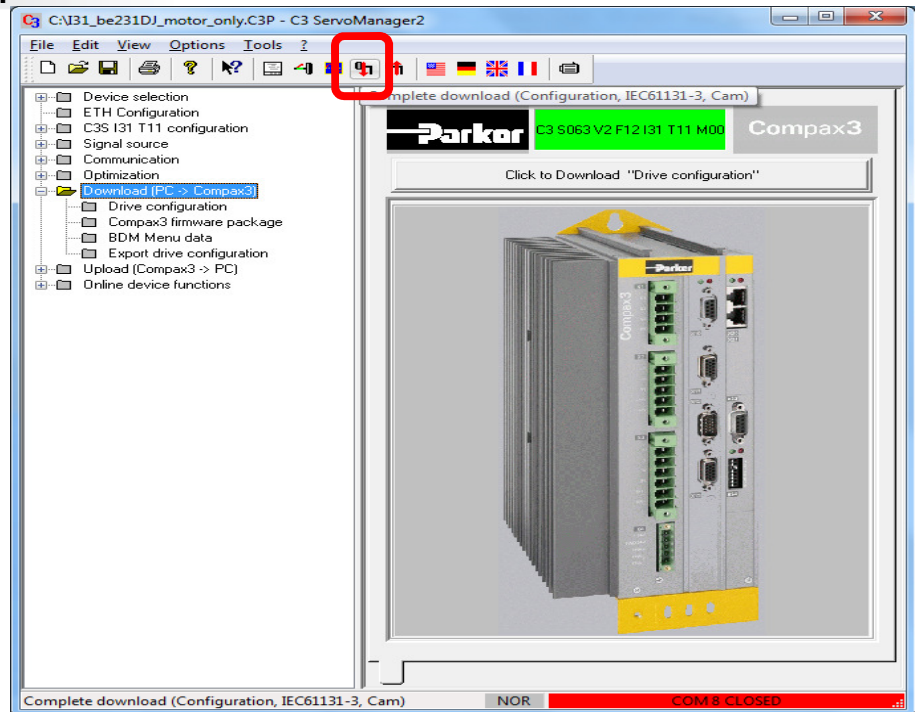 C3 C:\I31_be231DJ_motor_only.C3P - C3 ServoManager2
File Edit View Options Tools ?
Complete download (Configuration, IEC61131-3, Cam)
Device selection
ETH Configuration
C3S I31 T11 configuration
Signal source
Communication
Optimization
Download (PC -> Compax3)
Drive configuration
Compax3 firmware package
BDM Menu data
Export drive configuration
Upload (Compax3 -> PC)
Online device functions
Parker C3 S063 V2 F12 I31 T11 M00 Compax3
Click to Download "Drive configuration"
Parker
Compax3
Complete download (Configuration, IEC61131-3, Cam) NOR COM 8 CLOSED